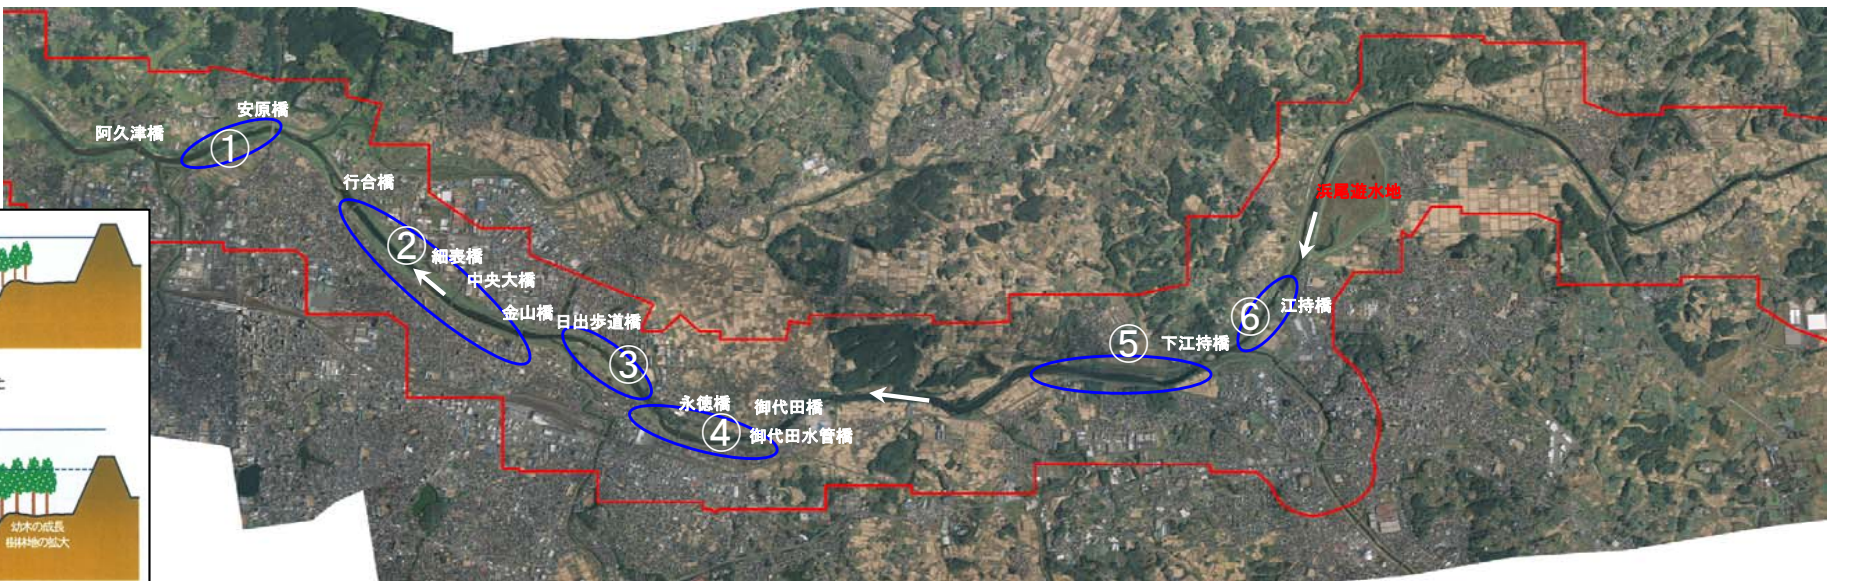 安原橋
阿久津橋
①
行合橋
②
細表橋
中央大橋
金山橋
日出歩道橋
③
永徳橋
御代田橋
④
御代田水管橋
⑤
下江持橋
⑥
江持橋
浜尾遊水地
幼木の成長
樹林地の拡大